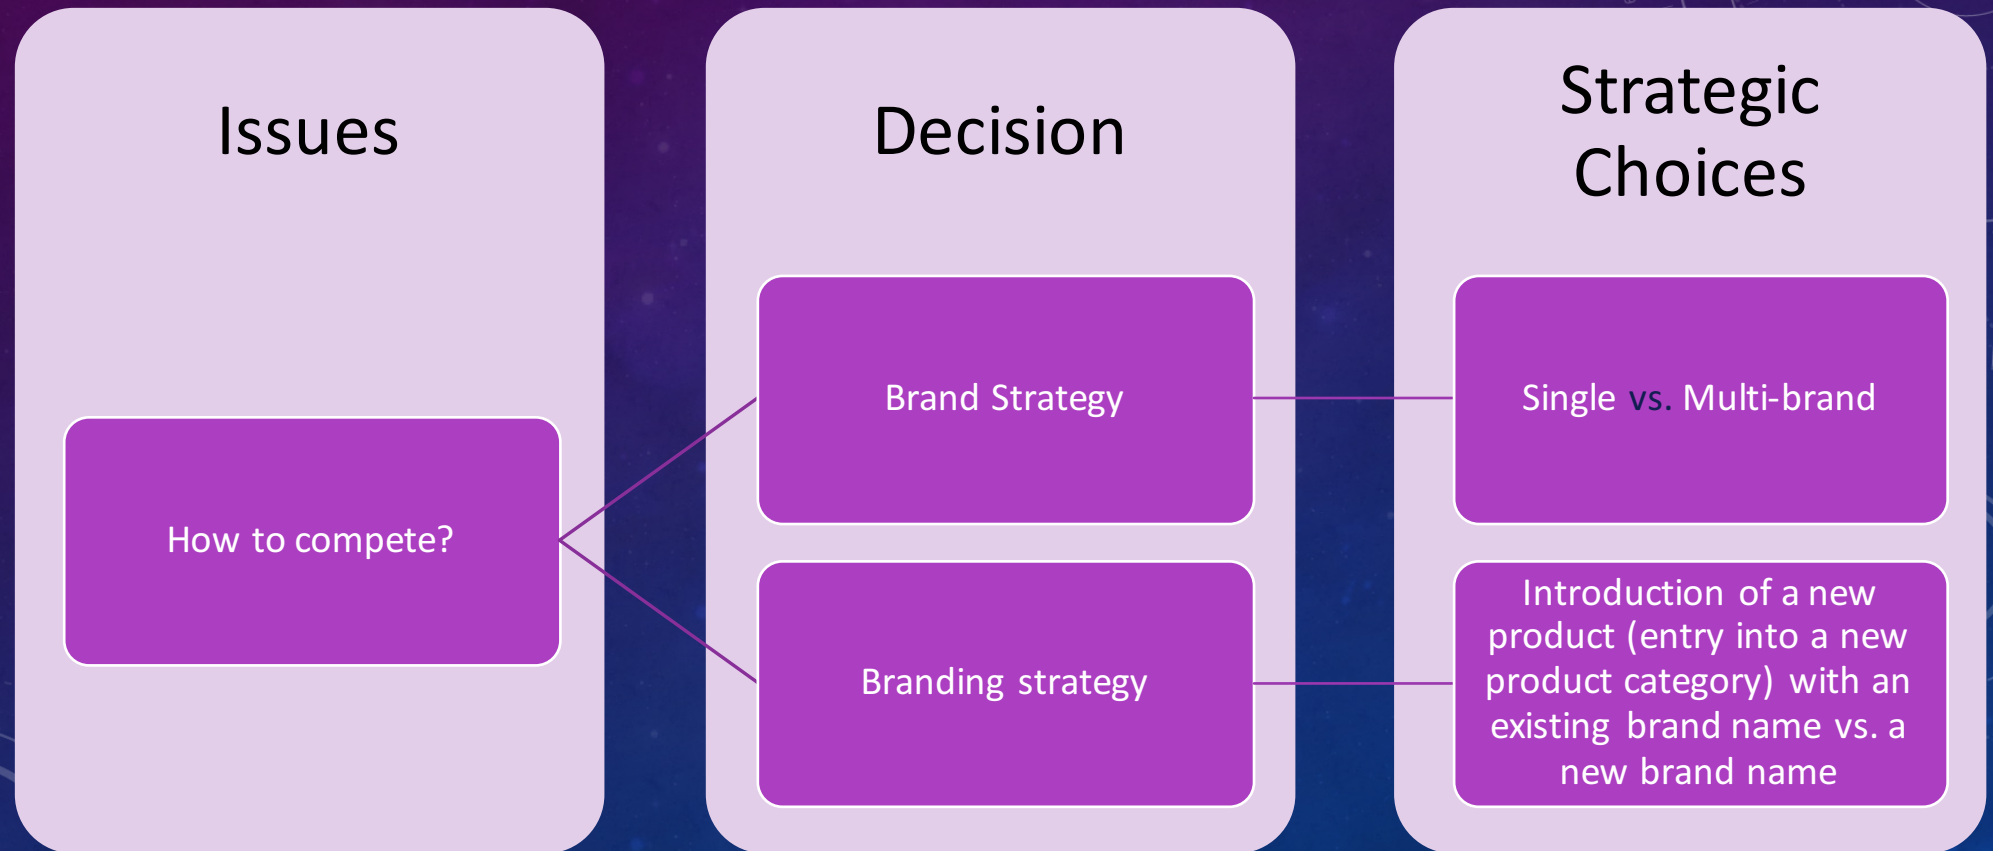 Issues
Decision
Strategic
Choices
How to compete?
Brand Strategy
Single vs. Multi-brand
Branding strategy
Introduction of a new
product (entry into a new
product category) with an
existing brand name vs. a
new brand name